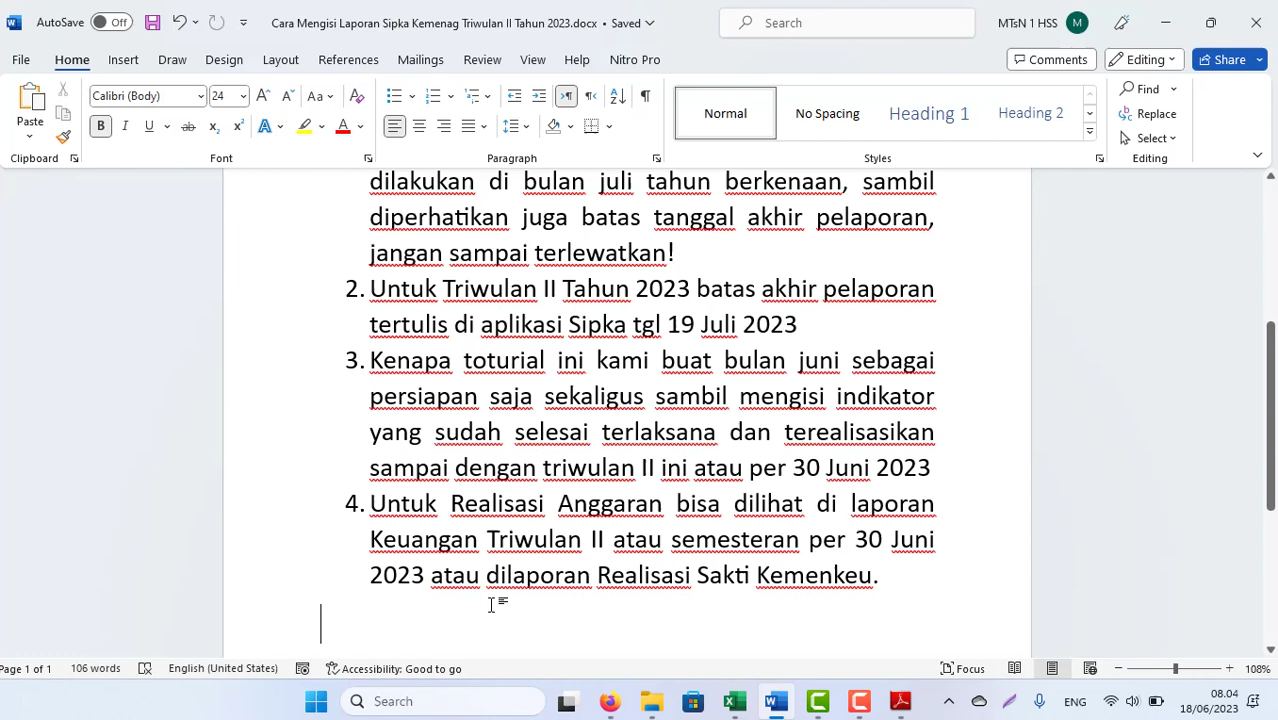 AutoSave Off Cara Mengisi Laporan Sipka Kemenag Triwulan II Tahun 2023.docx • Saved Search MTsN 1 HSS M
File Home Insert Draw Design Layout References Mailings Review View Help Nitro Pro Comments Editing Share
Calibri (Body) 24 Aa Find
Paste Normal No Spacing Heading 1 Heading 2 Replace
B I U ab x₂ x² A A Select
Clipboard Font Paragraph Styles Editing
dilakukan di bulan juli tahun berkenaan, sambil
diperhatikan juga batas tanggal akhir pelaporan,
jangan sampai terlewatkan!
2. Untuk Triwulan II Tahun 2023 batas akhir pelaporan
tertulis di aplikasi Sipka tgl 19 Juli 2023
3. Kenapa toturial ini kami buat bulan juni sebagai
persiapan saja sekaligus sambil mengisi indikator
yang sudah selesai terlaksana dan terealisasikan
sampai dengan triwulan II ini atau per 30 Juni 2023
4. Untuk Realisasi Anggaran bisa dilihat di laporan
Keuangan Triwulan II atau semesteran per 30 Juni
2023 atau dilaporan Realisasi Sakti Kemenkeu.
Page 1 of 1 106 words English (United States) Accessibility: Good to go Focus 108%
Search ENG 08.04
18/06/2023